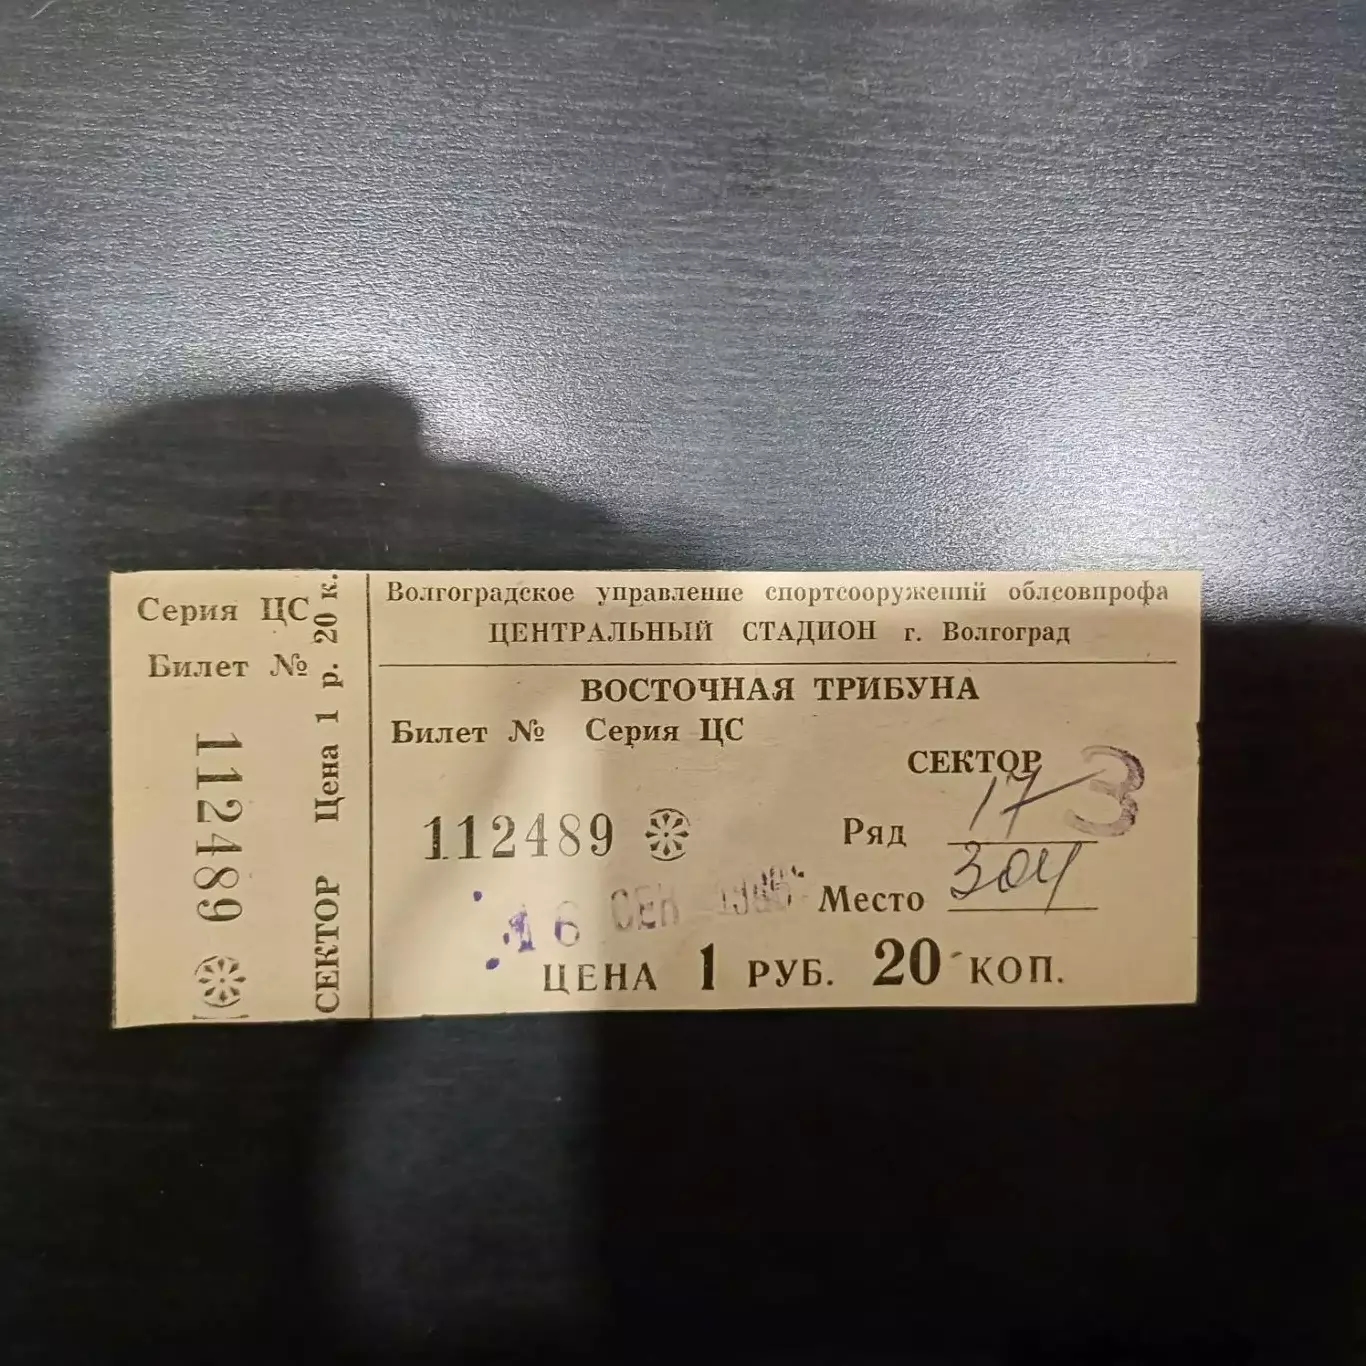 Серия ЦС
Билет №
112489
СЕКТОР Цена 1 р. 20 к.
Волгоградское управление спортсооружений облсовпрофа
ЦЕНТРАЛЬНЫЙ СТАДИОН г. Волгоград
ВОСТОЧНАЯ ТРИБУНА
Билет № Серия ЦС
СЕКТОР 3
112489
Ряд 17
16 СЕН
Место 304
ЦЕНА 1 РУБ. 20 КОП.